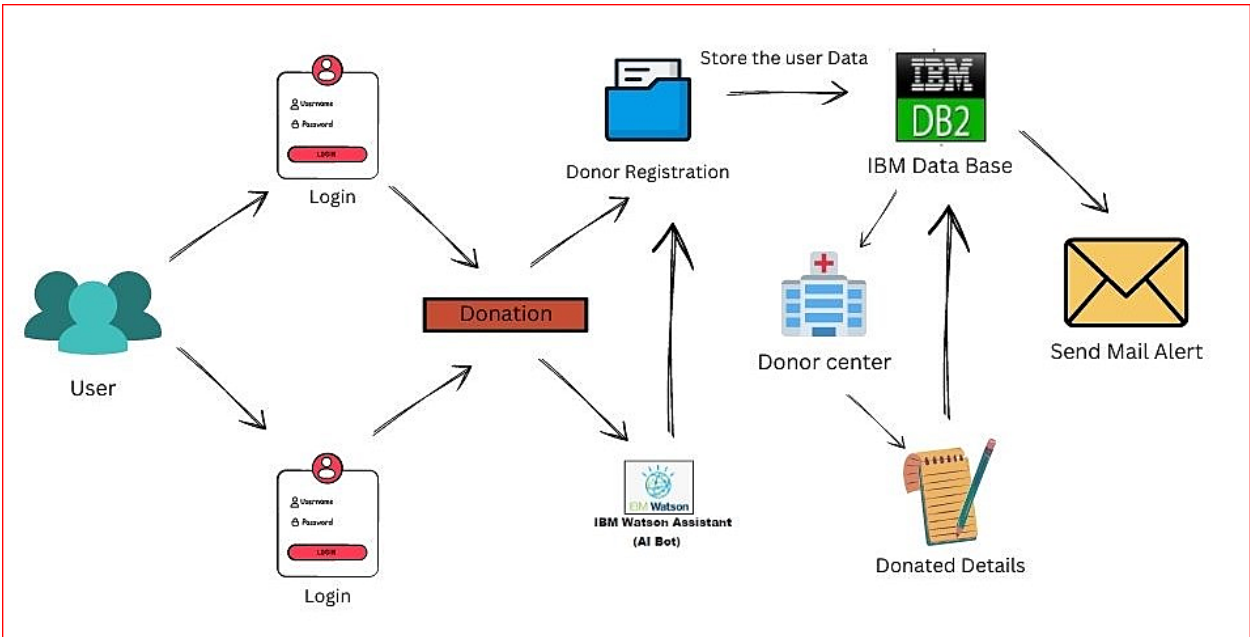 Username
Password
LOGIN
Login
User
Donation
Username
Password
LOGIN
Login
Donor Registration
Store the user Data
IBM
DB2
IBM Data Base
IBM Watson
IBM Watson Assistant
(AI Bot)
Donor center
Donated Details
Send Mail Alert